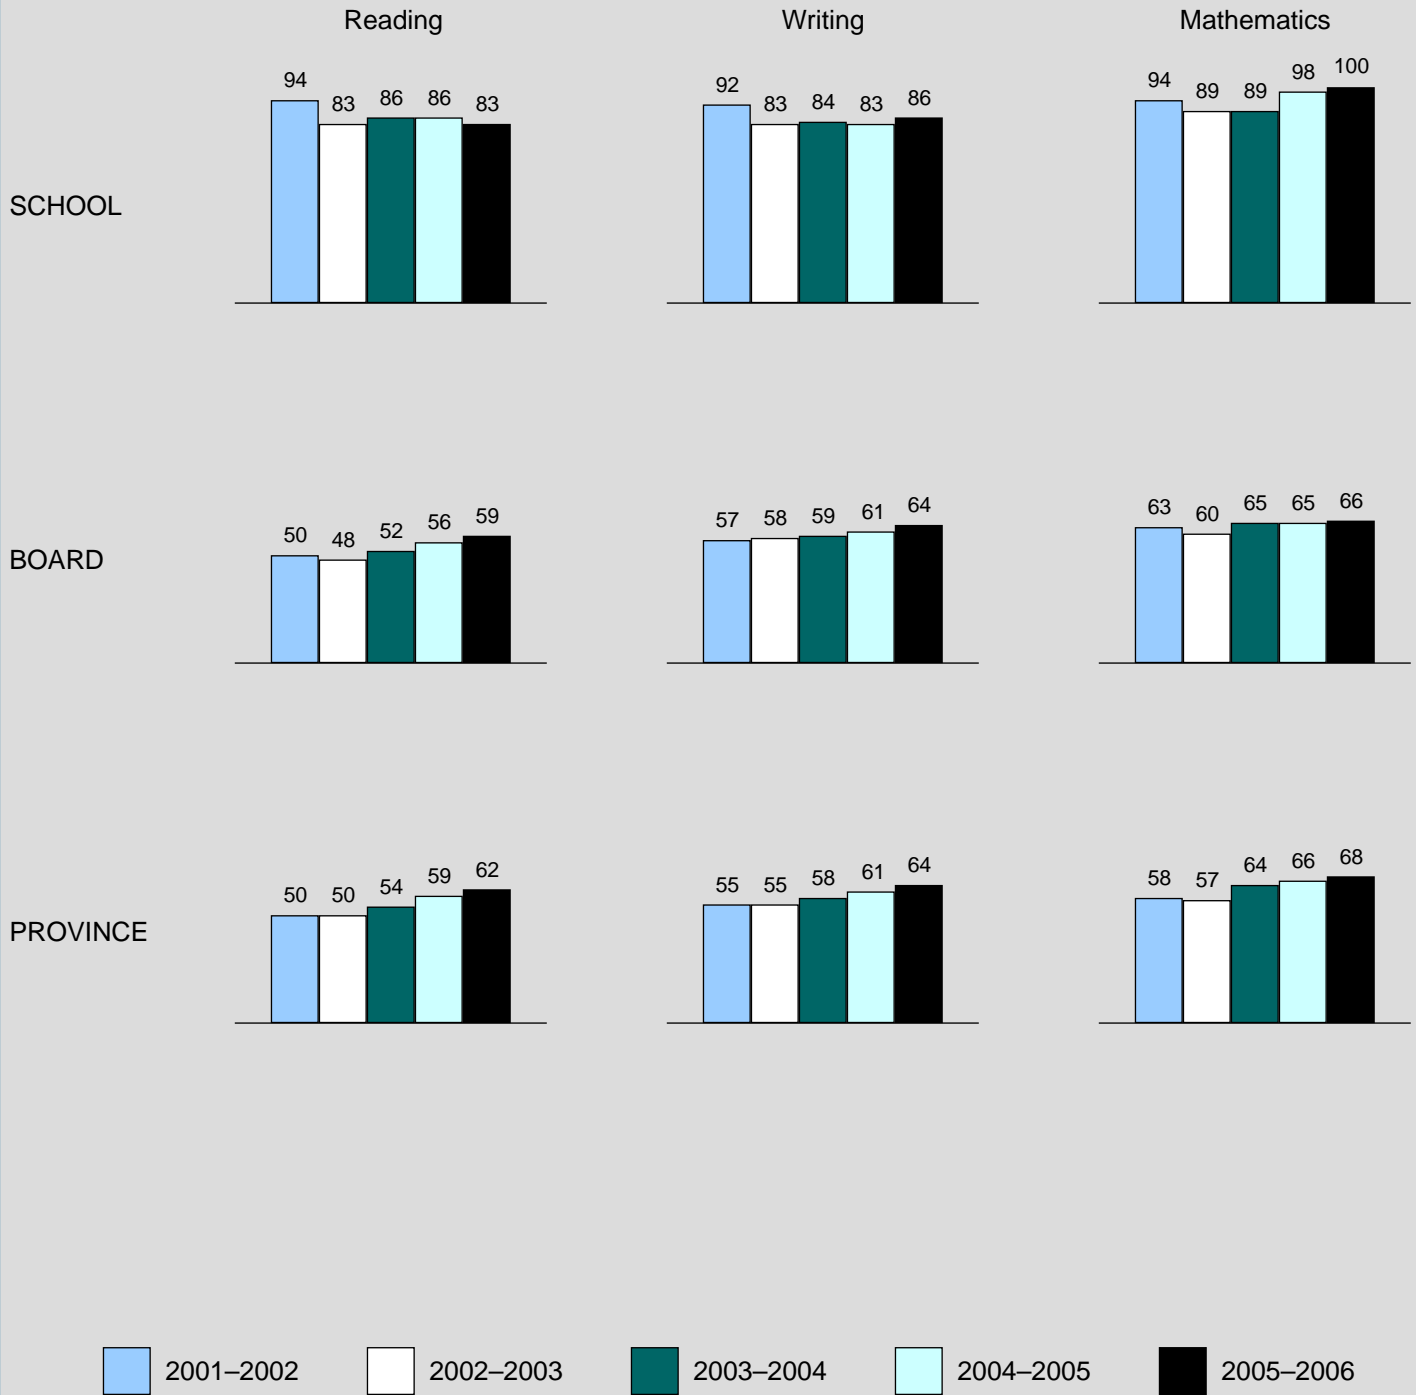 Reading Writing Mathematics
94 83 86 86 83 92 83 84 83 86 94 89 89 98 100
SCHOOL
50 48 52 56 59 57 58 59 61 64 63 60 65 65 66
BOARD
50 50 54 59 62 55 55 58 61 64 58 57 64 66 68
PROVINCE
2001–2002 2002–2003 2003–2004 2004–2005 2005–2006